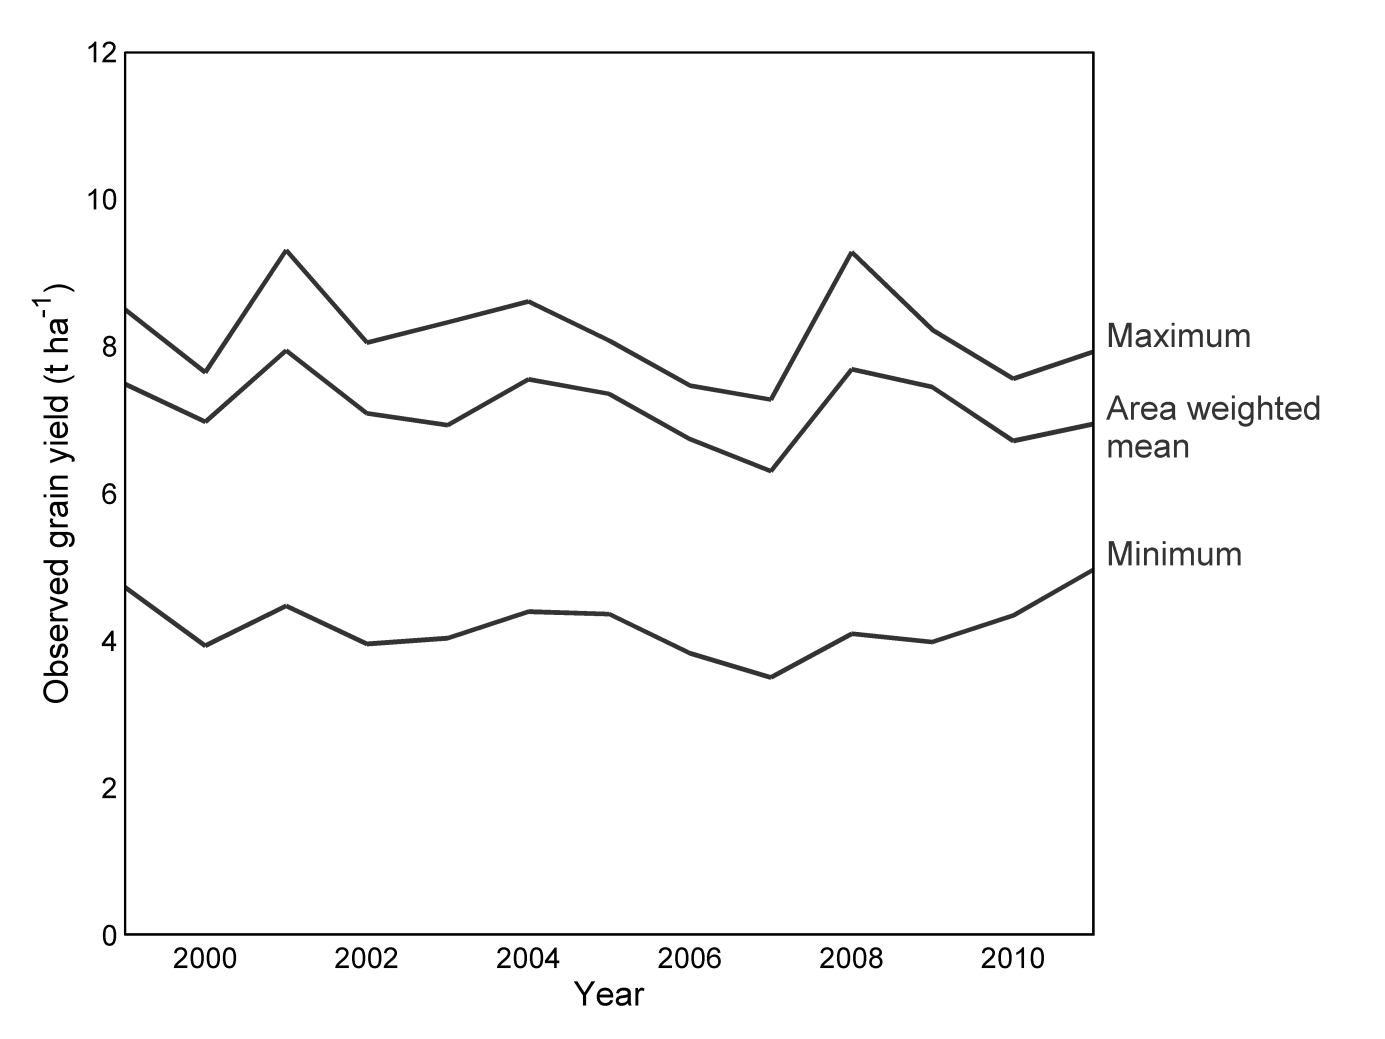 12
10
8
6
4
2
0
Observed grain yield (t ha-1)
2000 2002 2004 2006 2008 2010
Year
Maximum
Area weighted
mean
Minimum